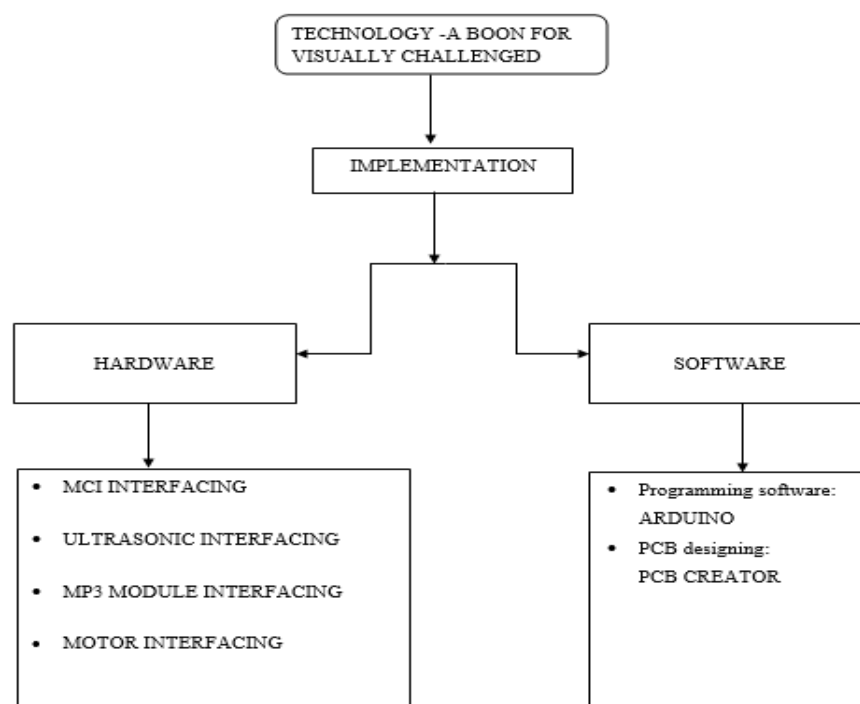 TECHNOLOGY -A BOON FOR
VISUALLY CHALLENGED
IMPLEMENTATION
HARDWARE
SOFTWARE
• MCI INTERFACING
• ULTRASONIC INTERFACING
• MP3 MODULE INTERFACING
• MOTOR INTERFACING
• Programming software:
ARDUINO
• PCB designing:
PCB CREATOR